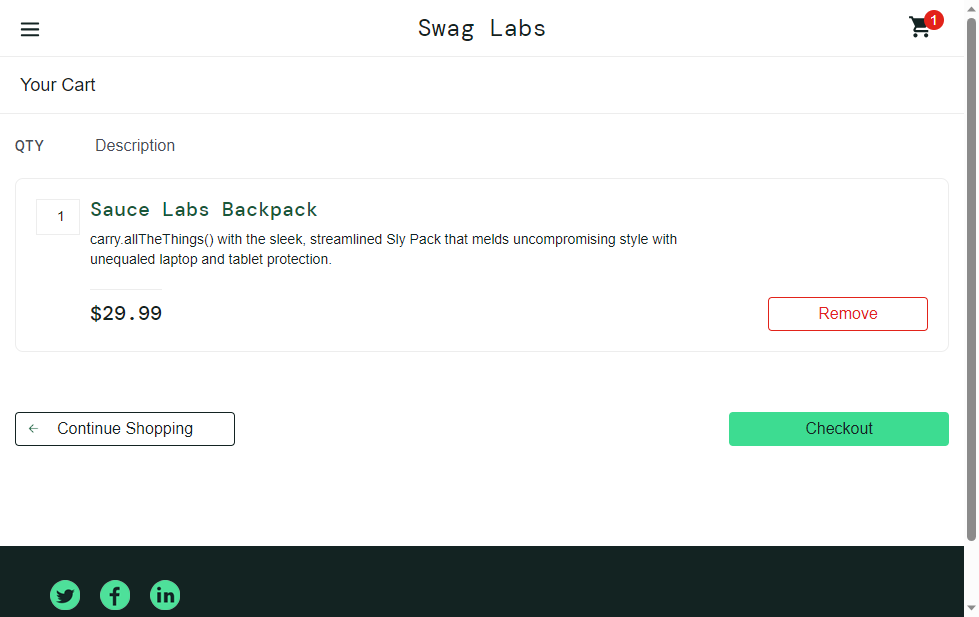 Swag Labs
1
Your Cart
QTY Description
1
Sauce Labs Backpack
carry.allTheThings() with the sleek, streamlined Sly Pack that melds uncompromising style with
unequaled laptop and tablet protection.
$29.99
Remove
Continue Shopping
Checkout